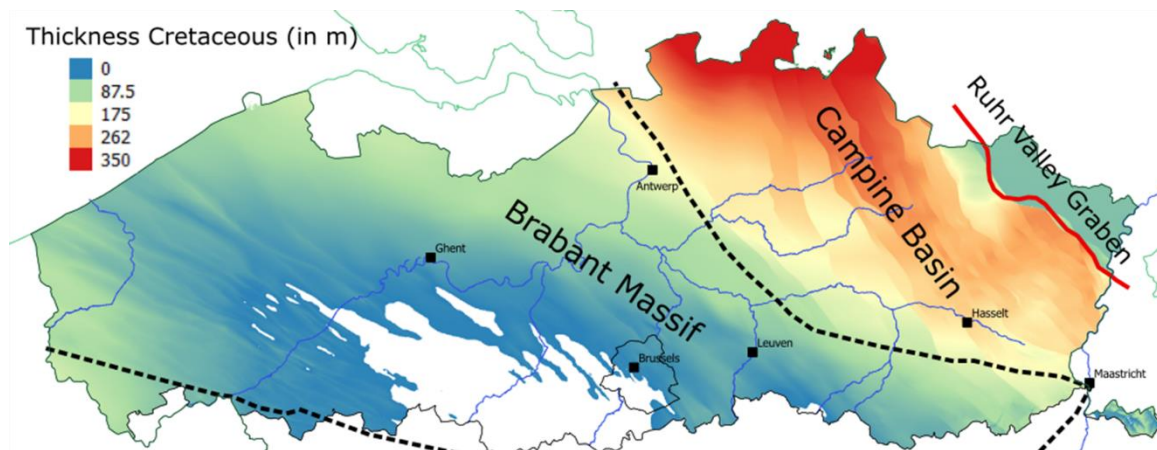 Thickness Cretaceous (in m)
0
87.5
175
262
350
Ruhr Valley Graben
Campine Basin
Antwerp
Brabant Massif
Ghent
Hasselt
Leuven
Brussels
Maastricht